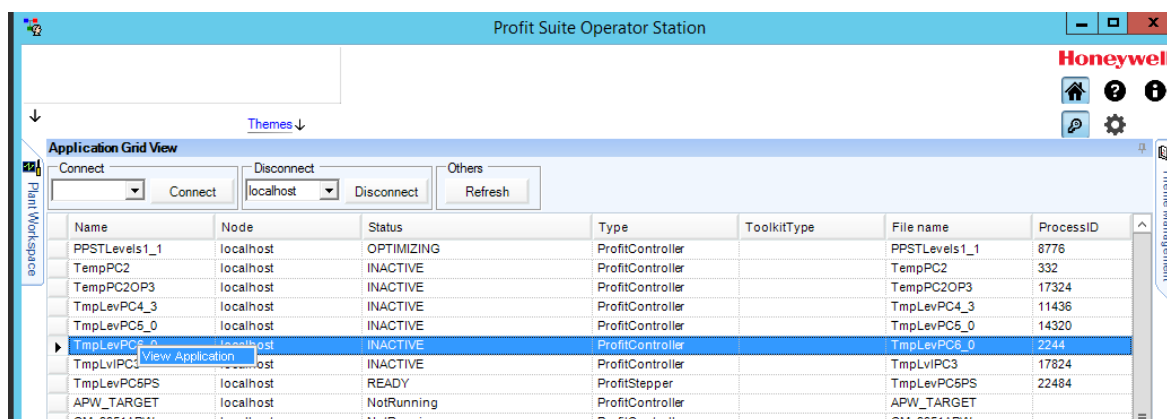 Profit Suite Operator Station
Honeywell
Themes
Application Grid View
Connect Disconnect Others
Connect localhost Disconnect Refresh
Plant Workspace
Name Node Status Type ToolkitType File name ProcessID
PPSTLevels1_1 localhost OPTIMIZING ProfitController PPSTLevels1_1 8776
TempPC2 localhost INACTIVE ProfitController TempPC2 332
TempPC2OP3 localhost INACTIVE ProfitController TempPC2OP3 17324
TmpLevPC4_3 localhost INACTIVE ProfitController TmpLevPC4_3 11436
TmpLevPC5_0 localhost INACTIVE ProfitController TmpLevPC5_0 14320
TmpLevPC6_0 localhost INACTIVE ProfitController TmpLevPC6_0 2244
View Application
TmpLvlPC3 localhost INACTIVE ProfitController TmpLvlPC3 17824
TmpLevPC5PS localhost READY ProfitStepper TmpLevPC5PS 22484
APW_TARGET localhost NotRunning ProfitController APW_TARGET